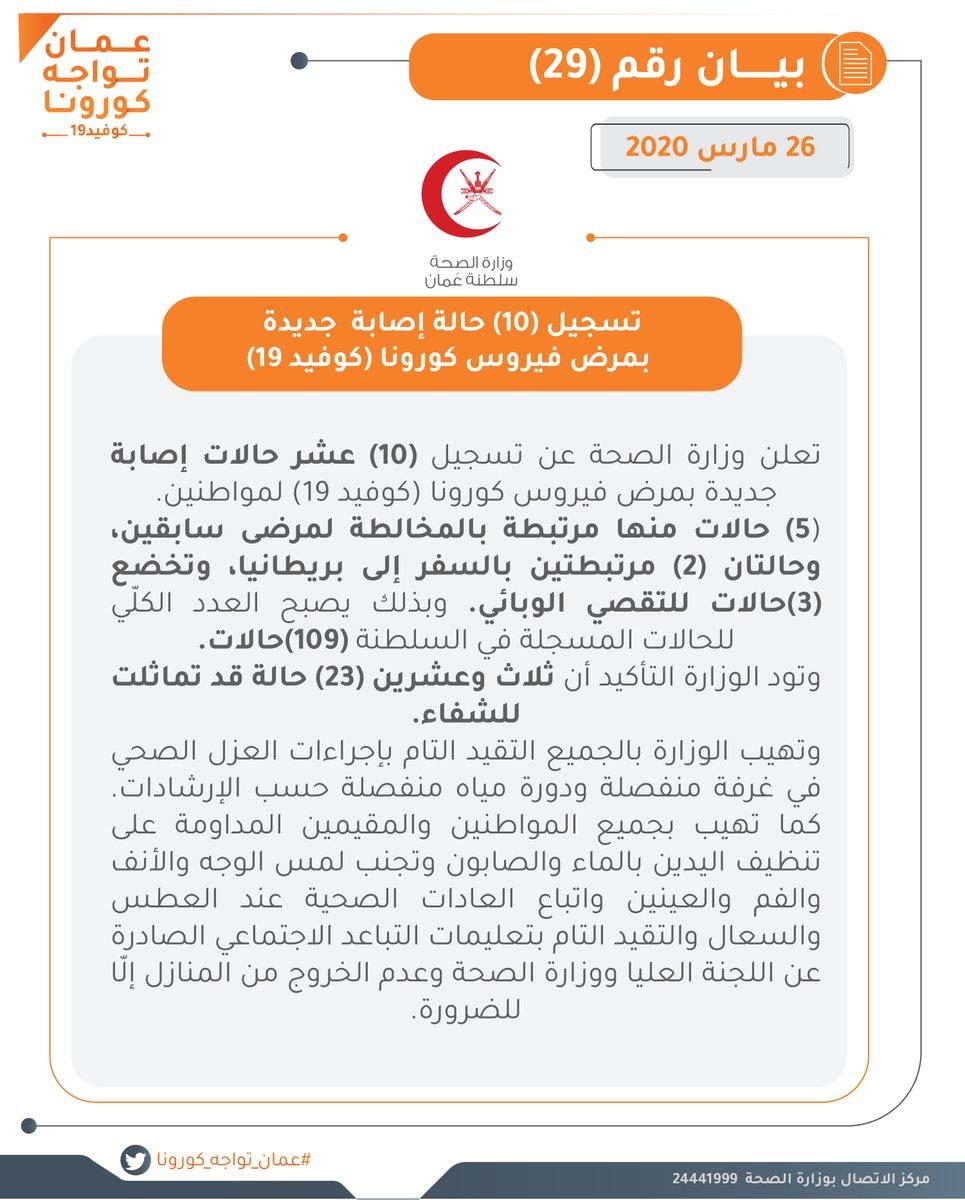 عمان
تواجه
كورونا
كوفيد19
بيان رقم (29)
26 مارس 2020
وزارة الصحة
سلطنة عُمان
تسجيل (10) حالة إصابة جديدة
بمرض فيروس كورونا (كوفيد 19)
تعلن وزارة الصحة عن تسجيل (10) عشر حالات إصابة
جديدة بمرض فيروس كورونا (كوفيد 19) لمواطنين.
(5) حالات منها مرتبطة بالمخالطة لمرضى سابقين،
وحالتان (2) مرتبطتين بالسفر إلى بريطانيا، وتخضع
(3)حالات للتقصي الوبائي. وبذلك يصبح العدد الكلّي
للحالات المسجلة في السلطنة (109)حالات.
وتود الوزارة التأكيد أن ثلاث وعشرين (23) حالة قد تماثلت
للشفاء.
وتهيب الوزارة بالجميع التقيد التام بإجراءات العزل الصحي
في غرفة منفصلة ودورة مياه منفصلة حسب الإرشادات.
كما تهيب بجميع المواطنين والمقيمين المداومة على
تنظيف اليدين بالماء والصابون وتجنب لمس الوجه والأنف
والفم والعينين واتباع العادات الصحية عند العطس
والسعال والتقيد التام بتعليمات التباعد الاجتماعي الصادرة
عن اللجنة العليا ووزارة الصحة وعدم الخروج من المنازل إلّا
للضرورة.
#عمان_تواجه_كورونا
مركز الاتصال بوزارة الصحة 24441999